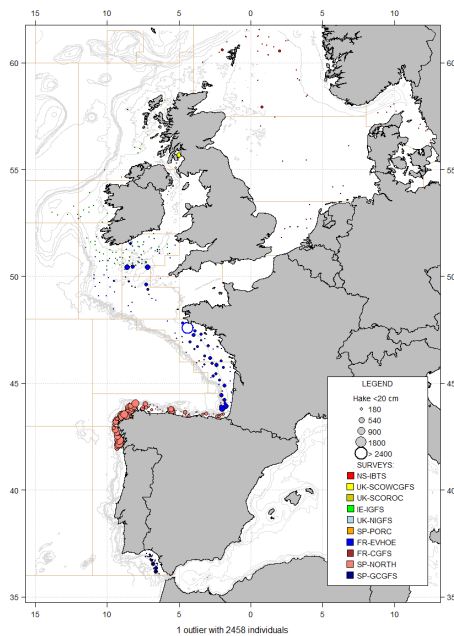 15 10 5 0 5 10
60 60
55 55
50 50
45 45
40 40
35 35
LEGEND
Hake <20 cm
180
540
900
1800
> 2400
SURVEYS:
NS-IBTS
UK-SCOWCGFS
UK-SCOROC
IE-IGFS
UK-NIGFS
SP-PORC
FR-EVHOE
FR-CGFS
SP-NORTH
SP-GCGFS
15 10 5 0 5 10
1 outlier with 2458 individuals